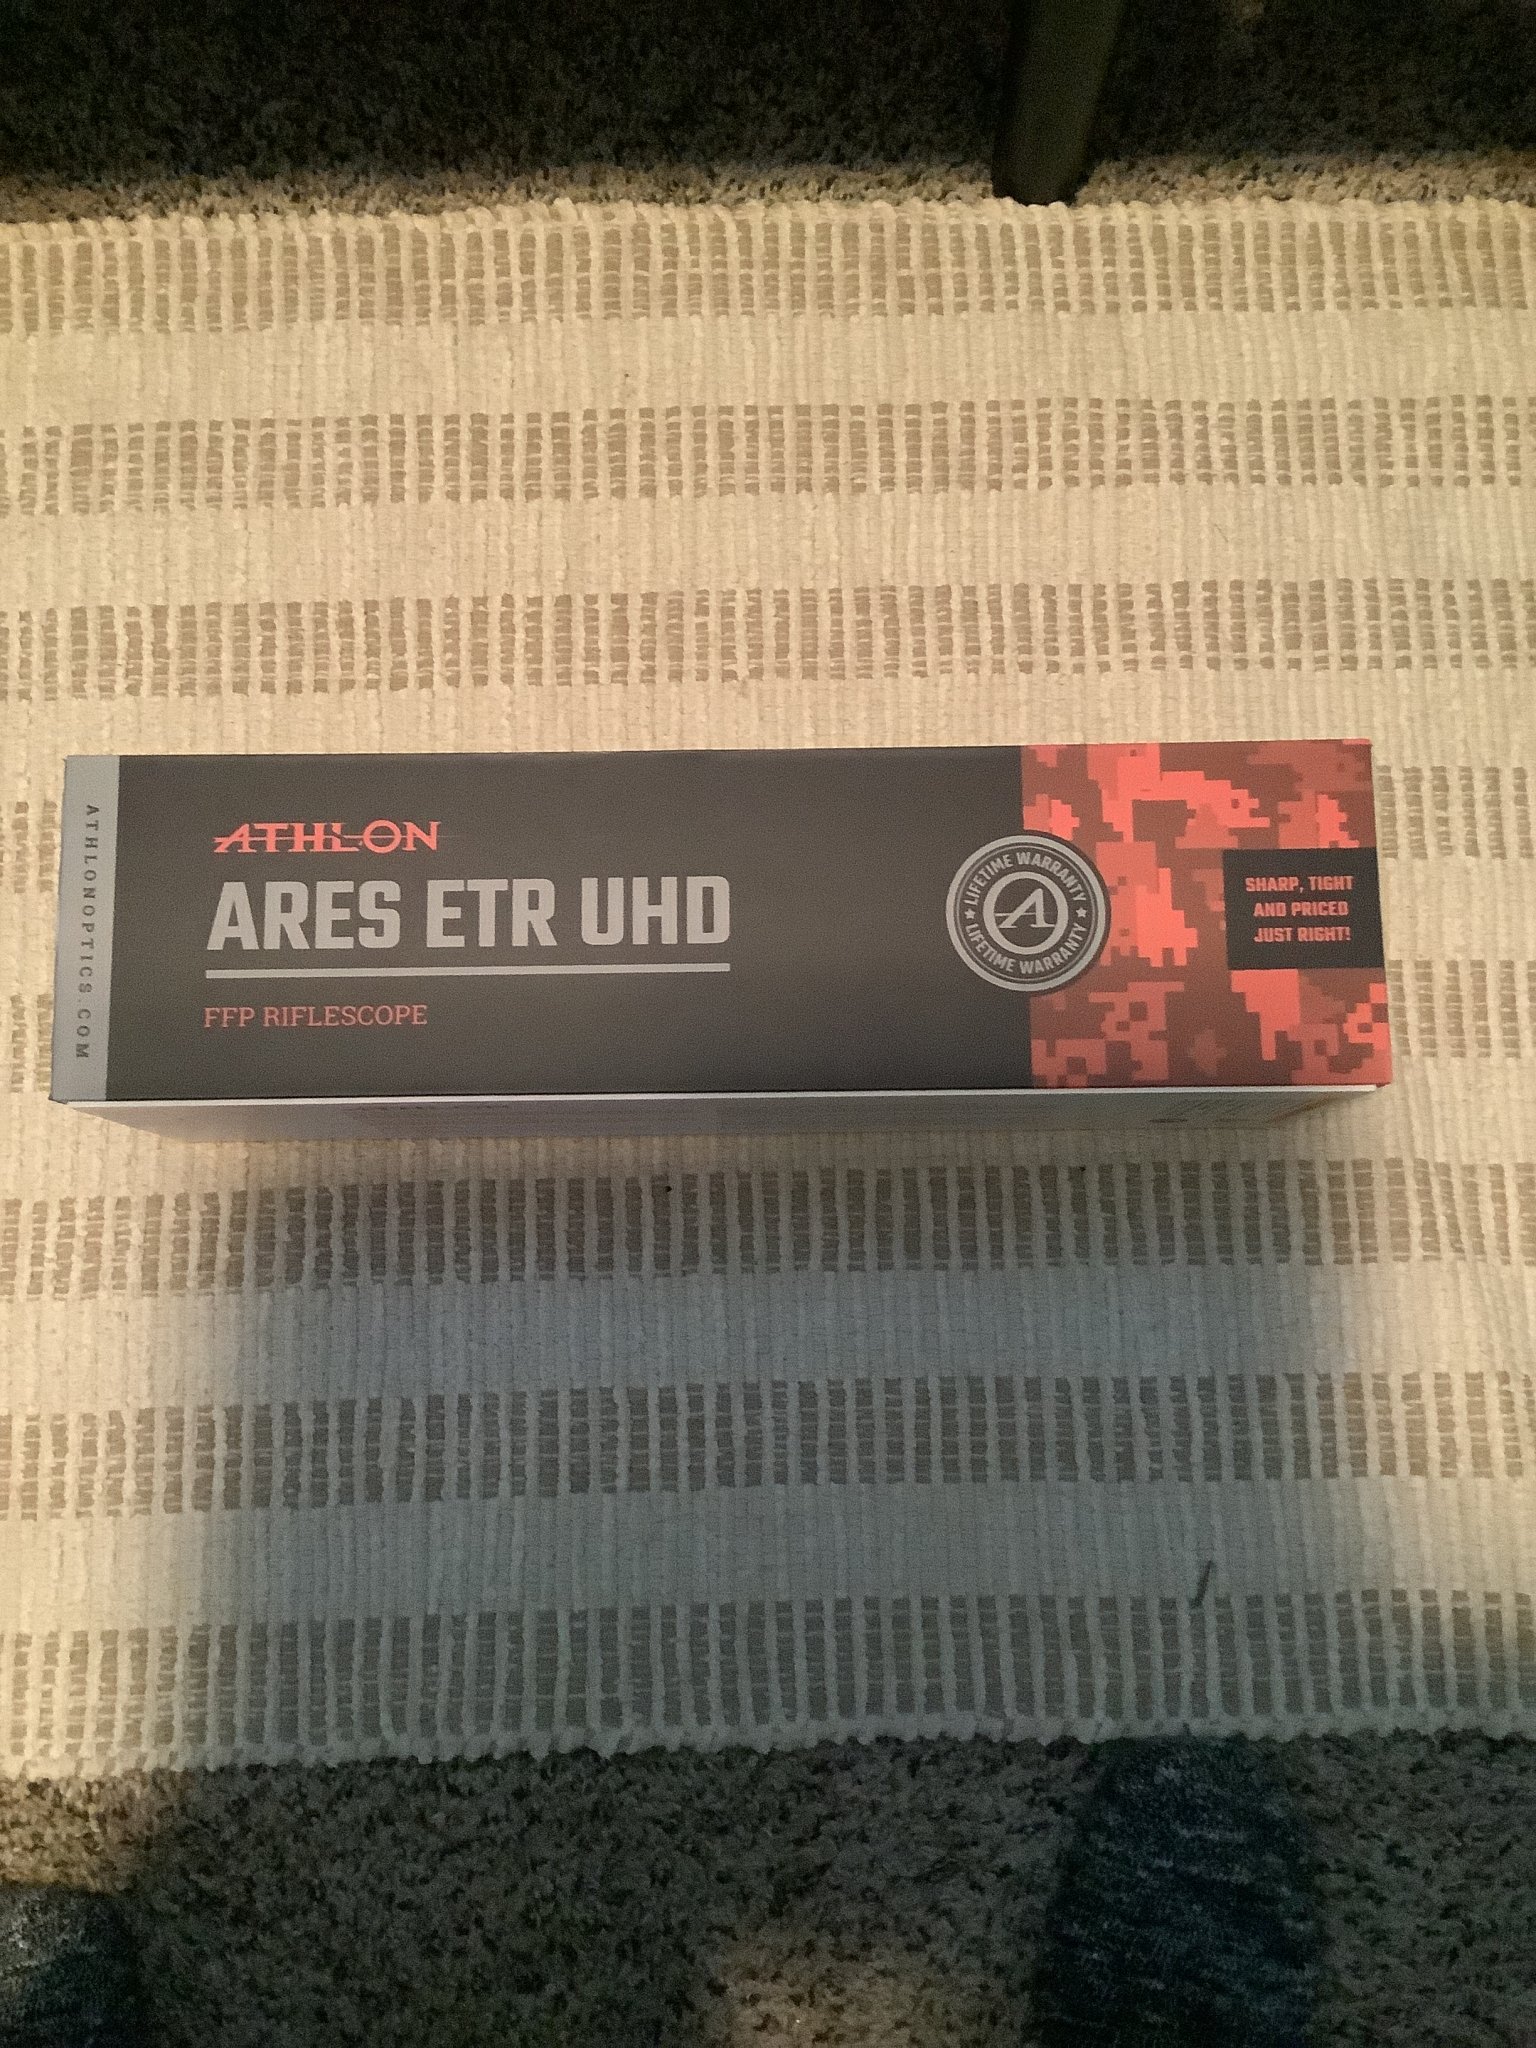 ATHLONOPTICS.COM
ATHLON
ARES ETR UHD
FFP RIFLESCOPE
LIFETIME WARRANTY
A
LIFETIME WARRANTY
SHARP, TIGHT
AND PRICED
JUST RIGHT!